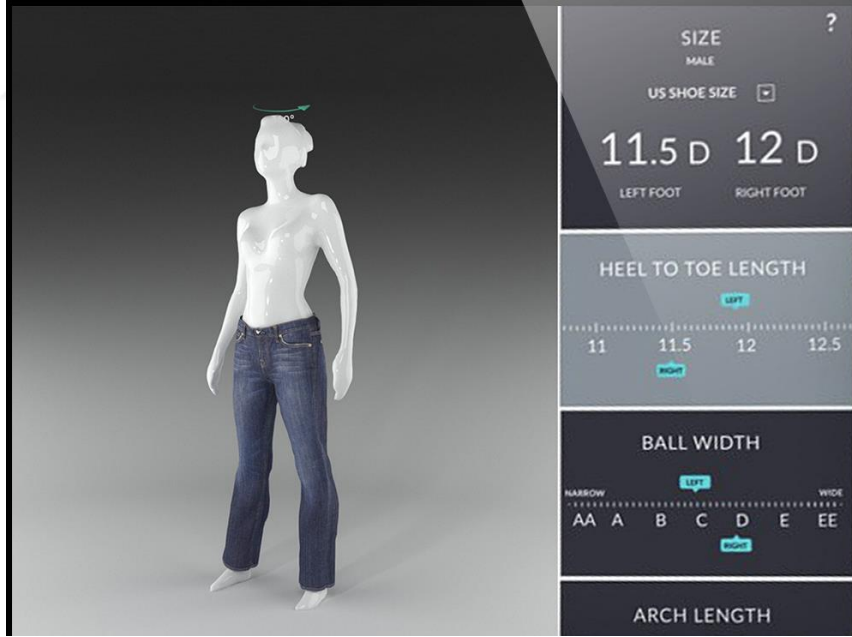 0°
?
SIZE
MALE
US SHOE SIZE
11.5 D 12 D
LEFT FOOT RIGHT FOOT
HEEL TO TOE LENGTH
LEFT
11 11.5 12 12.5
RIGHT
BALL WIDTH
LEFT
NARROW WIDE
AA A B C D E EE
RIGHT
ARCH LENGTH